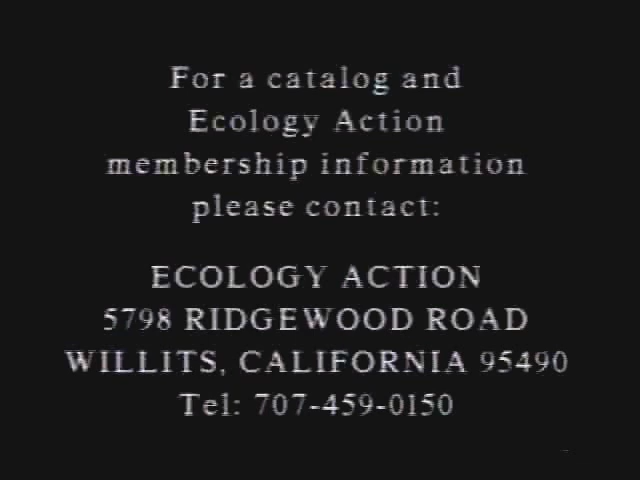 For a catalog and
Ecology Action
membership information
please contact:
ECOLOGY ACTION
5798 RIDGEWOOD ROAD
WILLITS, CALIFORNIA 95490
Tel: 707-459-0150